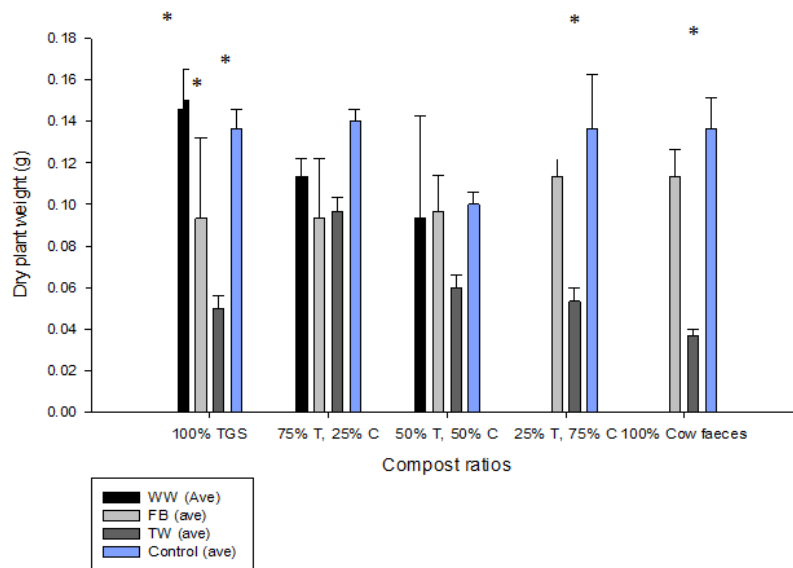 * * * * *
0.18
0.16
0.14
0.12
0.10
0.08
0.06
0.04
0.02
0.00
Dry plant weight (g)
100% TGS 75% T, 25% C 50% T, 50% C 25% T, 75% C 100% Cow faeces
Compost ratios
WW (Ave)
FB (ave)
TW (ave)
Control (ave)